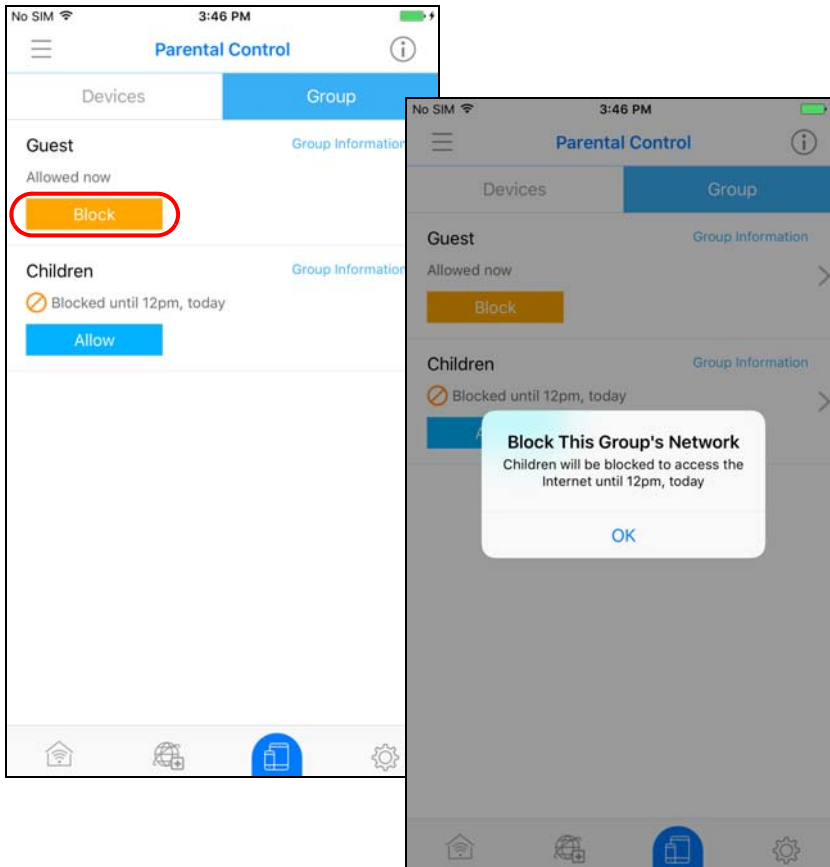 No SIM 3:46 PM
Parental Control
Devices Group
Guest Group Information
Allowed now
Block
Children Group Information
Blocked until 12pm, today
Allow
No SIM 3:46 PM
Parental Control
Devices Group
Guest Group Information
Allowed now
Block
Children Group Information
Blocked until 12pm, today
Block This Group's Network
Children will be blocked to access the
Internet until 12pm, today
OK